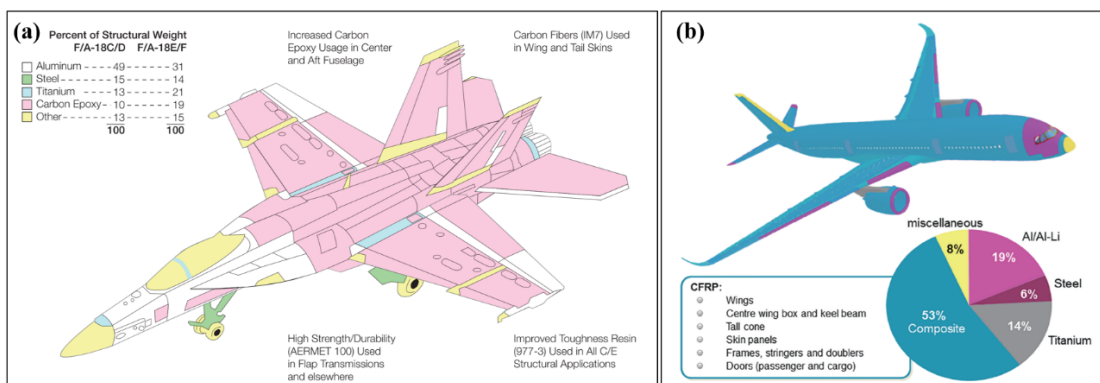 (a)
Percent of Structural Weight
F/A-18C/D F/A-18E/F
Aluminum 49 31
Steel 15 14
Titanium 13 21
Carbon Epoxy 10 19
Other 13 15
100 100
Increased Carbon
Epoxy Usage in Center
and Aft Fuselage
Carbon Fibers (IM7) Used
in Wing and Tail Skins
High Strength/Durability
(AERMET 100) Used
in Flap Transmissions
and elsewhere
Improved Toughness Resin
(977-3) Used in All C/E
Structural Applications
(b)
miscellaneous
8%
Al/Al-Li
19%
Steel
6%
14%
Titanium
53%
Composite
CFRP:
Wings
Centre wing box and keel beam
Tall cone
Skin panels
Frames, stringers and doublers
Doors (passenger and cargo)